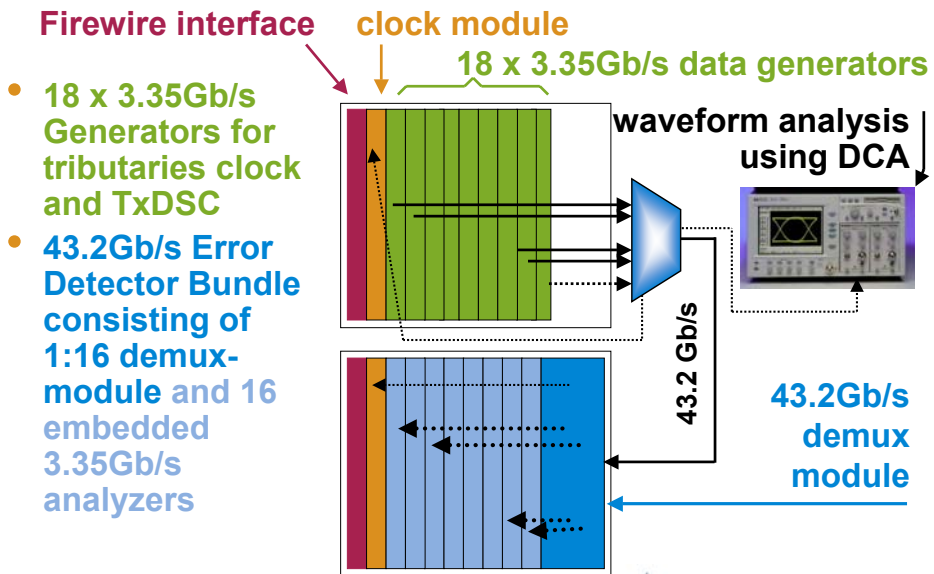 Firewire interface
clock module
18 x 3.35Gb/s data generators
• 18 x 3.35Gb/s
Generators for
tributaries clock
and TxDSC
• 43.2Gb/s Error
Detector Bundle
consisting of
1:16 demux-
module and 16
embedded
3.35Gb/s
analyzers
waveform analysis
using DCA
43.2 Gb/s
43.2Gb/s
demux
module